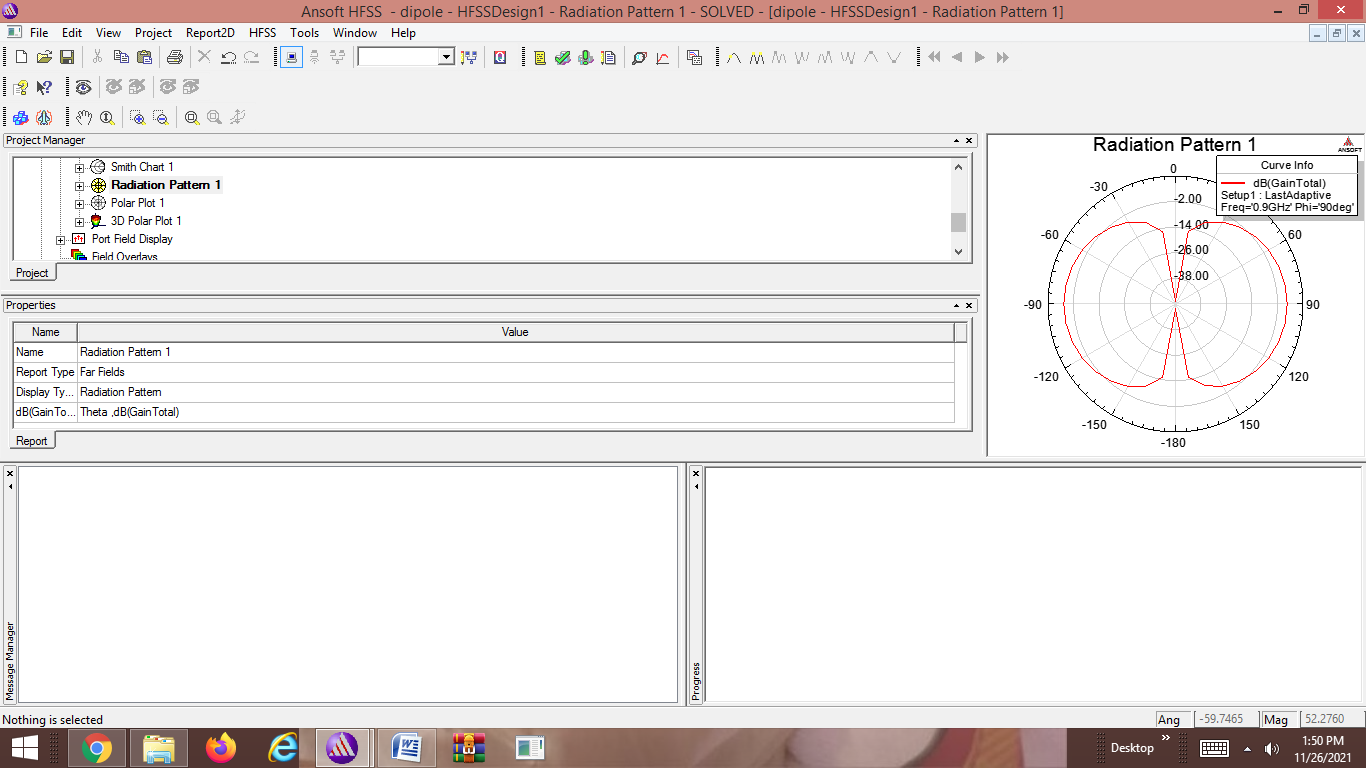 Ansoft HFSS - dipole - HFSSDesign1 - Radiation Pattern 1 - SOLVED - [dipole - HFSSDesign1 - Radiation Pattern 1]
File Edit View Project Report2D HFSS Tools Window Help
Project Manager
Smith Chart 1
Radiation Pattern 1
Polar Plot 1
3D Polar Plot 1
Port Field Display
Field Overlays
Project
Properties
Name Value
Name Radiation Pattern 1
Report Type Far Fields
Display Ty... Radiation Pattern
dB(GainTo... Theta ,dB(GainTotal)
Report
Radiation Pattern 1
ANSOFT
Curve Info
dB(GainTotal)
Setup1 : LastAdaptive
Freq='0.9GHz' Phi='90deg'
0
-30
-2.00
-14.00
-60
60
-26.00
-38.00
-90
90
-120
120
-150
150
-180
Message Manager
Progress
Nothing is selected
Ang -59.7465 Mag 52.2760
Desktop
1:50 PM
11/26/2021